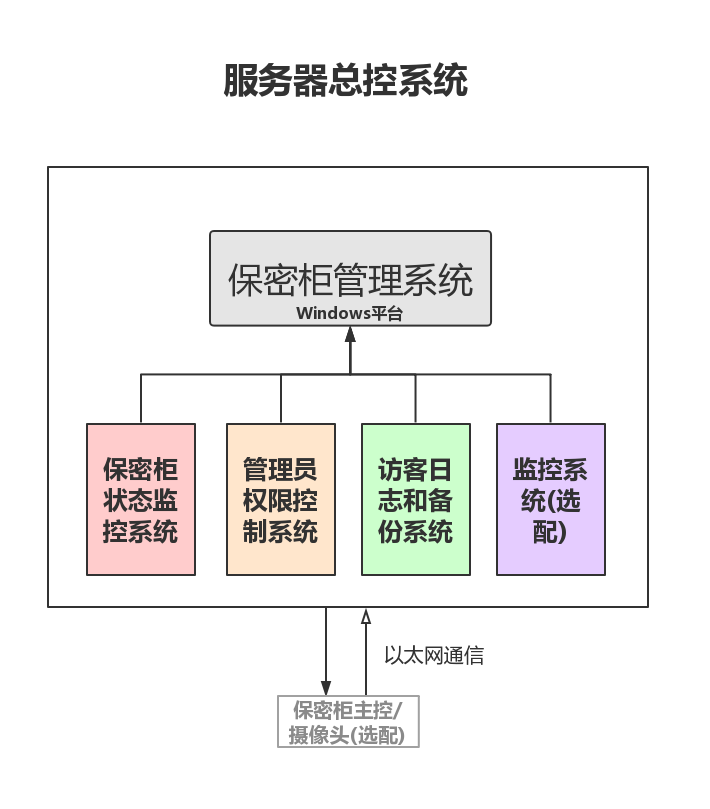 服务器总控系统
保密柜管理系统
Windows平台
保密柜
状态监
控系统
管理员
权限控
制系统
访客日
志和备
份系统
监控系
统(选
配)
以太网通信
保密柜主控/
摄像头(选配)